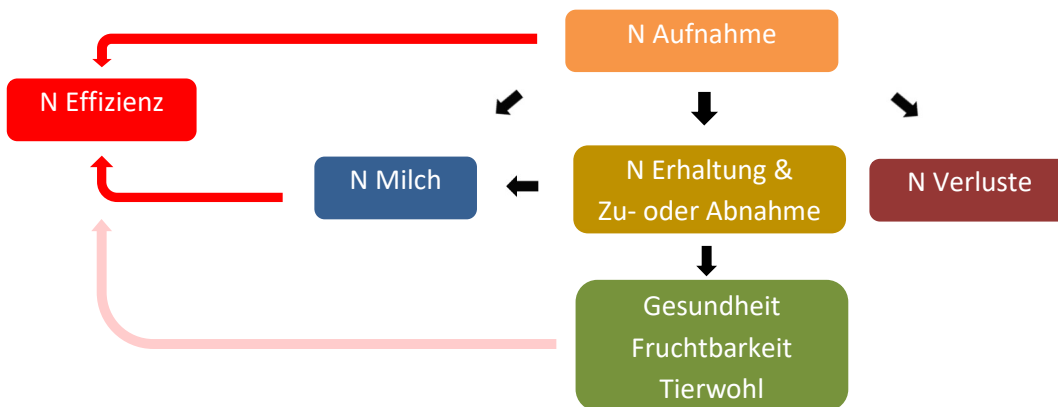 N Aufnahme
N Effizienz
N Milch
N Erhaltung &
Zu- oder Abnahme
N Verluste
Gesundheit
Fruchtbarkeit
Tierwohl